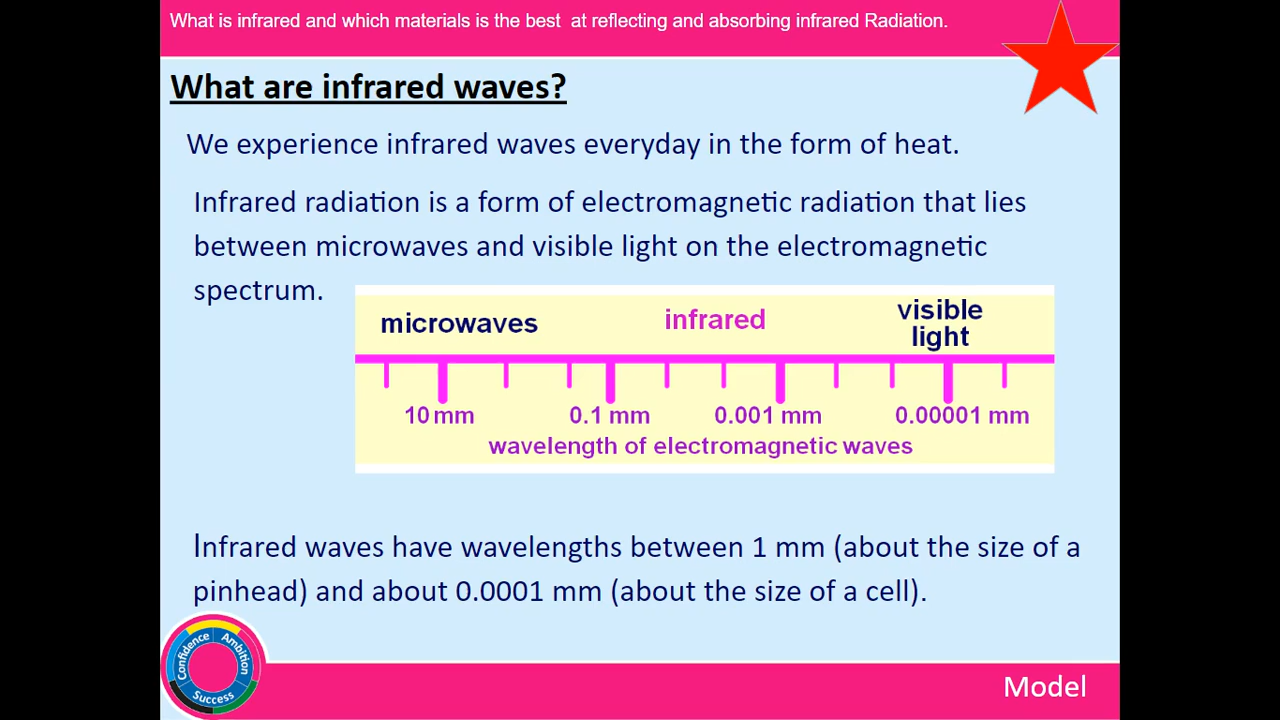 What is infrared and which materials is the best  at reflecting and absorbing infrared Radiation.
What are infrared waves?
We experience infrared waves everyday in the form of heat.
Infrared radiation is a form of electromagnetic radiation that lies
between microwaves and visible light on the electromagnetic
spectrum.
microwaves infrared visible
light
10 mm 0.1 mm 0.001 mm 0.00001 mm
wavelength of electromagnetic waves
Infrared waves have wavelengths between 1 mm (about the size of a
pinhead) and about 0.0001 mm (about the size of a cell).
Confidence Ambition
Success
Model